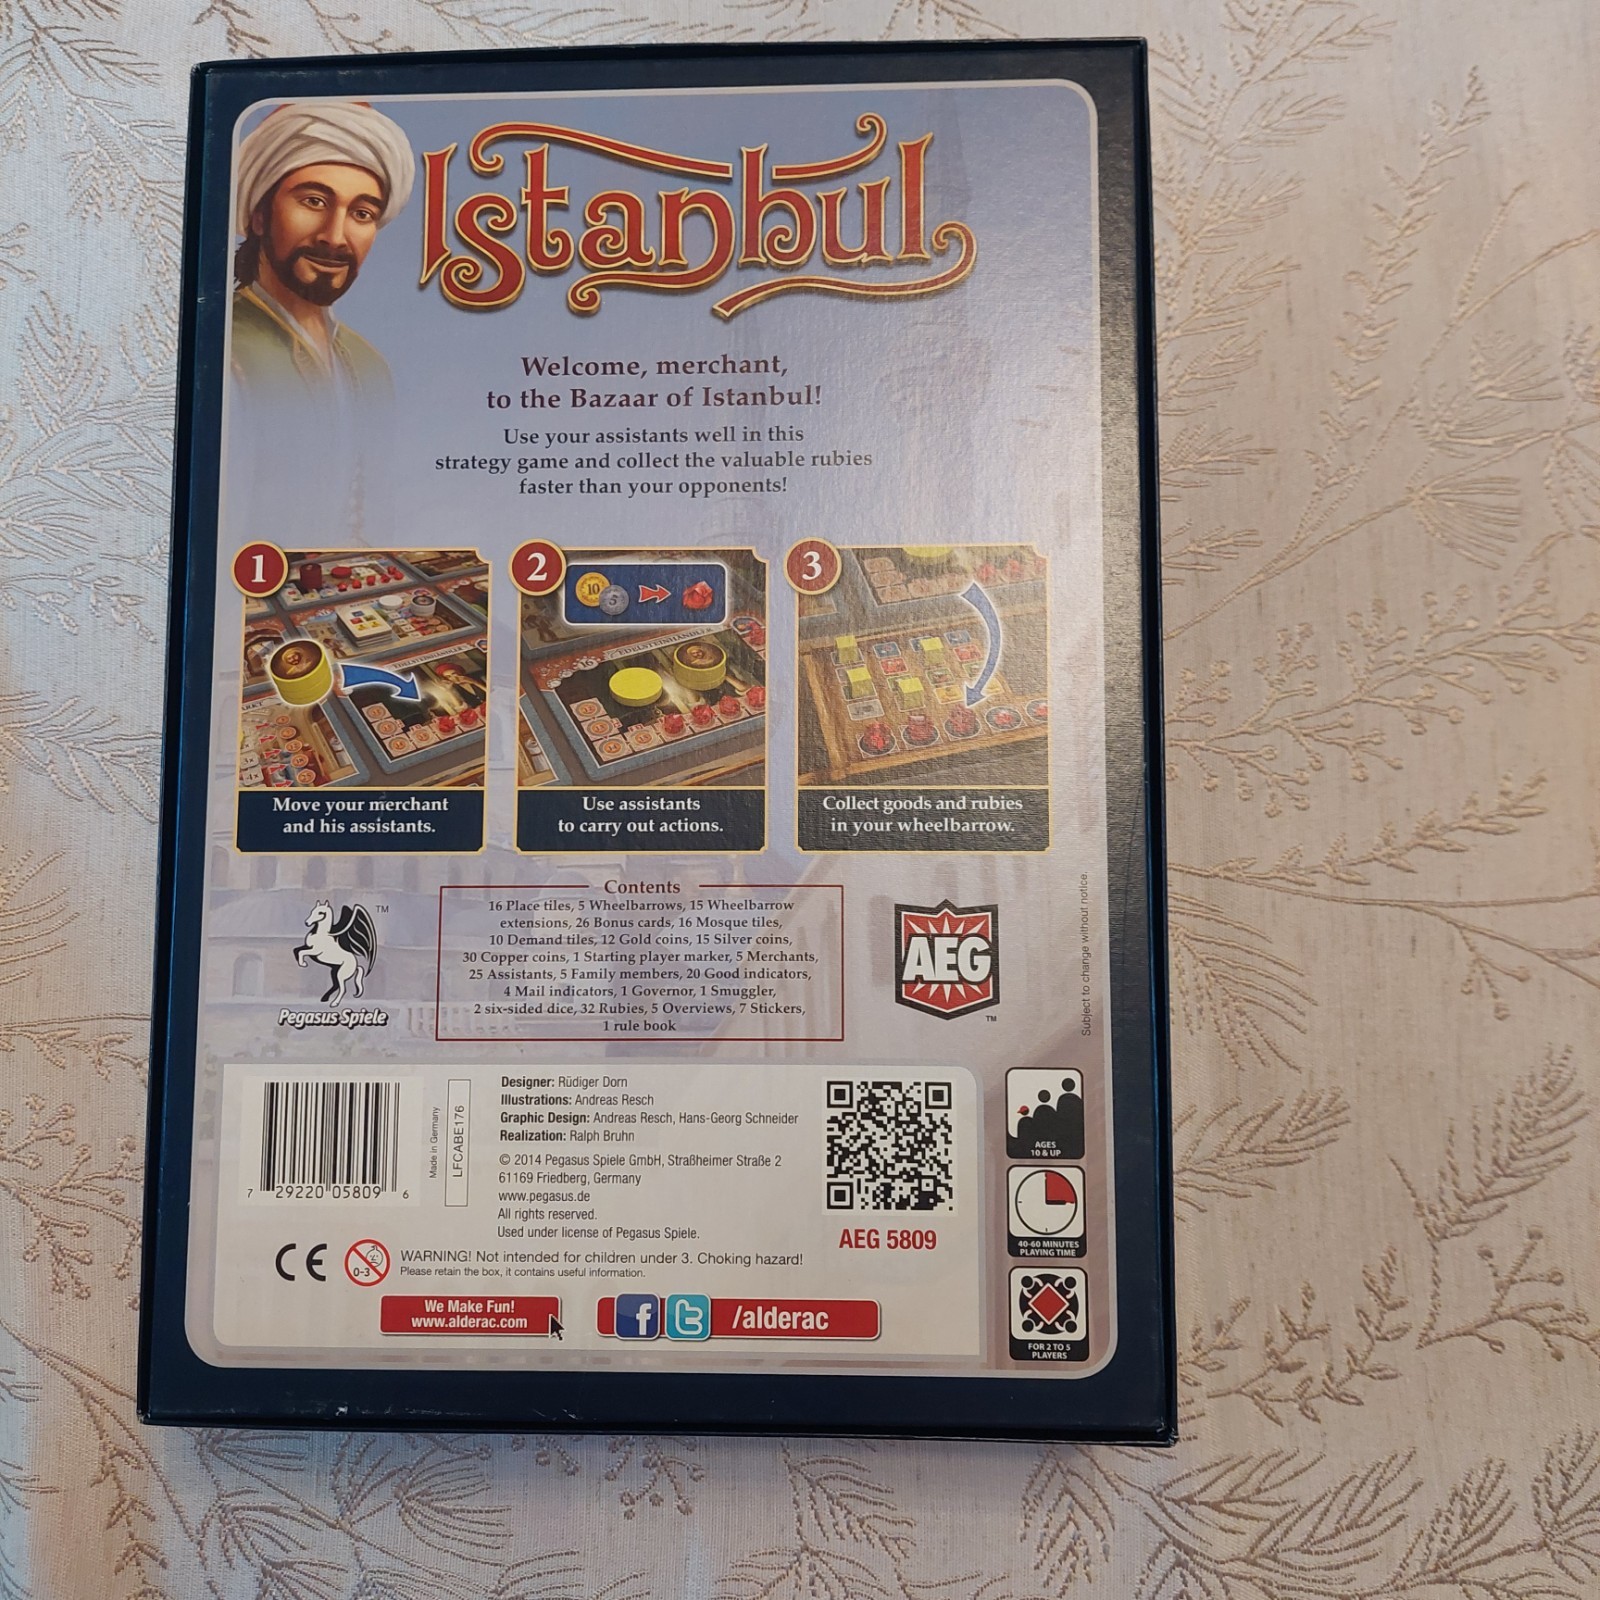 Istanbul
Welcome, merchant,
to the Bazaar of Istanbul!
Use your assistants well in this
strategy game and collect the valuable rubies
faster than your opponents!
1
Move your merchant
and his assistants.
2
10
5
16
EDELSTEINHÄNDLER
Use assistants
to carry out actions.
3
Collect goods and rubies
in your wheelbarrow.
TM
Pegasus Spiele
Contents
16 Place tiles, 5 Wheelbarrows, 15 Wheelbarrow
extensions, 26 Bonus cards, 16 Mosque tiles,
10 Demand tiles, 12 Gold coins, 15 Silver coins,
30 Copper coins, 1 Starting player marker, 5 Merchants,
25 Assistants, 5 Family members, 20 Good indicators,
4 Mail indicators, 1 Governor, 1 Smuggler,
2 six-sided dice, 32 Rubies, 5 Overviews, 7 Stickers,
1 rule book
AEG
TM
Subject to change without notice.
7 29220 05809 6
Made in Germany
LFCABE176
Designer: Rüdiger Dorn
Illustrations: Andreas Resch
Graphic Design: Andreas Resch, Hans-Georg Schneider
Realization: Ralph Bruhn
© 2014 Pegasus Spiele GmbH, Straßheimer Straße 2
61169 Friedberg, Germany
www.pegasus.de
All rights reserved.
Used under license of Pegasus Spiele.
AEG 5809
AGES
10 & UP
40-60 MINUTES
PLAYING TIME
FOR 2 TO 5
PLAYERS
CE
0-3
WARNING! Not intended for children under 3. Choking hazard!
Please retain the box, it contains useful information.
We Make Fun!
www.alderac.com
f t /alderac